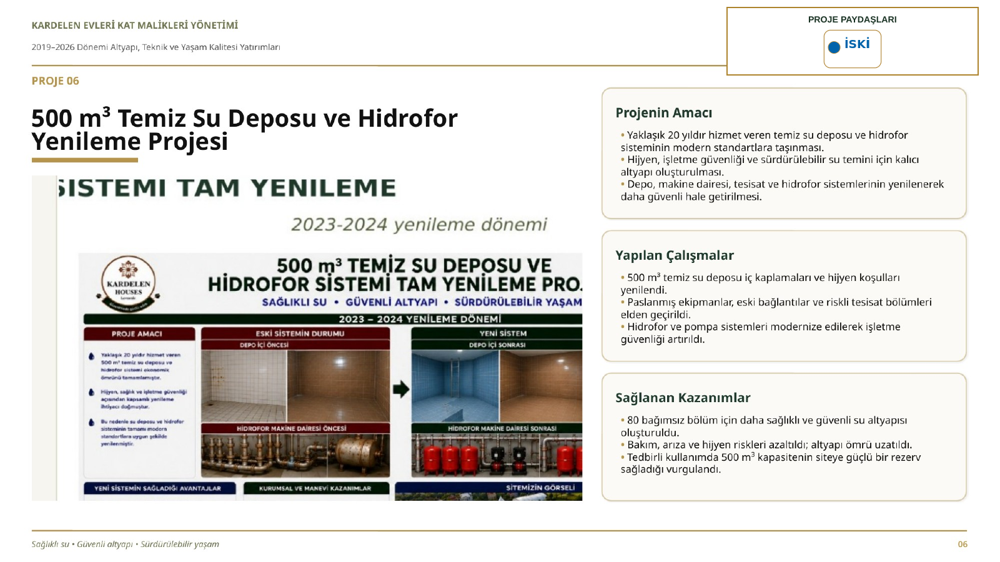 KARDELEN EVLERİ KAT MALİKLERİ YÖNETİMİ
2019–2026 Dönemi Altyapı, Teknik ve Yaşam Kalitesi Yatırımları
PROJE PAYDAŞLARI
İSKİ
PROJE 06
500 m³ Temiz Su Deposu ve Hidrofor
Yenileme Projesi
SİSTEMİ TAM YENİLEME
2023-2024 yenileme dönemi
KARDELEN
HOUSES
500 m³ TEMİZ SU DEPOSU VE
HİDROFOR SİSTEMİ TAM YENİLEME PRO
SAĞLIKLI SU • GÜVENLİ ALTYAPI • SÜRDÜRÜLEBİLİR YAŞAM
2023 – 2024 YENİLEME DÖNEMİ
PROJE AMACI
Yaklaşık 20 yıldır hizmet veren
500 m³ temiz su deposu ve
hidrofor sistemi ekonomik
ömrünü tamamlamıştır.
Hijyen, sağlık ve işletme güvenliği
açısından kapsamlı yenileme
ihtiyacı doğmuştur.
Bu nedenle su deposu ve hidrofor
sisteminin tamamı modern
standartlara uygun şekilde
yenilenmiştir.
ESKİ SİSTEMİN DURUMU
DEPO İÇİ ÖNCESİ
HİDROFOR MAKİNE DAİRESİ ÖNCESİ
YENİ SİSTEM
DEPO İÇİ SONRASI
HİDROFOR MAKİNE DAİRESİ SONRASI
YENİ SİSTEMİN SAĞLADIĞI AVANTAJLAR
KURUMSAL VE MANEVİ KAZANIMLAR
SİTEMİZİN GÖRSELİ
Projenin Amacı
• Yaklaşık 20 yıldır hizmet veren temiz su deposu ve hidrofor
sisteminin modern standartlara taşınması.
• Hijyen, işletme güvenliği ve sürdürülebilir su temini için kalıcı
altyapı oluşturulması.
• Depo, makine dairesi, tesisat ve hidrofor sistemlerinin yenilenerek
daha güvenli hale getirilmesi.
Yapılan Çalışmalar
• 500 m³ temiz su deposu iç kaplamaları ve hijyen koşulları
yenilendi.
• Paslanmış ekipmanlar, eski bağlantılar ve riskli tesisat bölümleri
elden geçirildi.
• Hidrofor ve pompa sistemleri modernize edilerek işletme
güvenliği artırıldı.
Sağlanan Kazanımlar
• 80 bağımsız bölüm için daha sağlıklı ve güvenli su altyapısı
oluşturuldu.
• Bakım, arıza ve hijyen riskleri azaltıldı; altyapı ömrü uzatıldı.
• Tedbirli kullanımda 500 m³ kapasitenin siteye güçlü bir rezerv
sağladığı vurgulandı.
Sağlıklı su • Güvenli altyapı • Sürdürülebilir yaşam
06